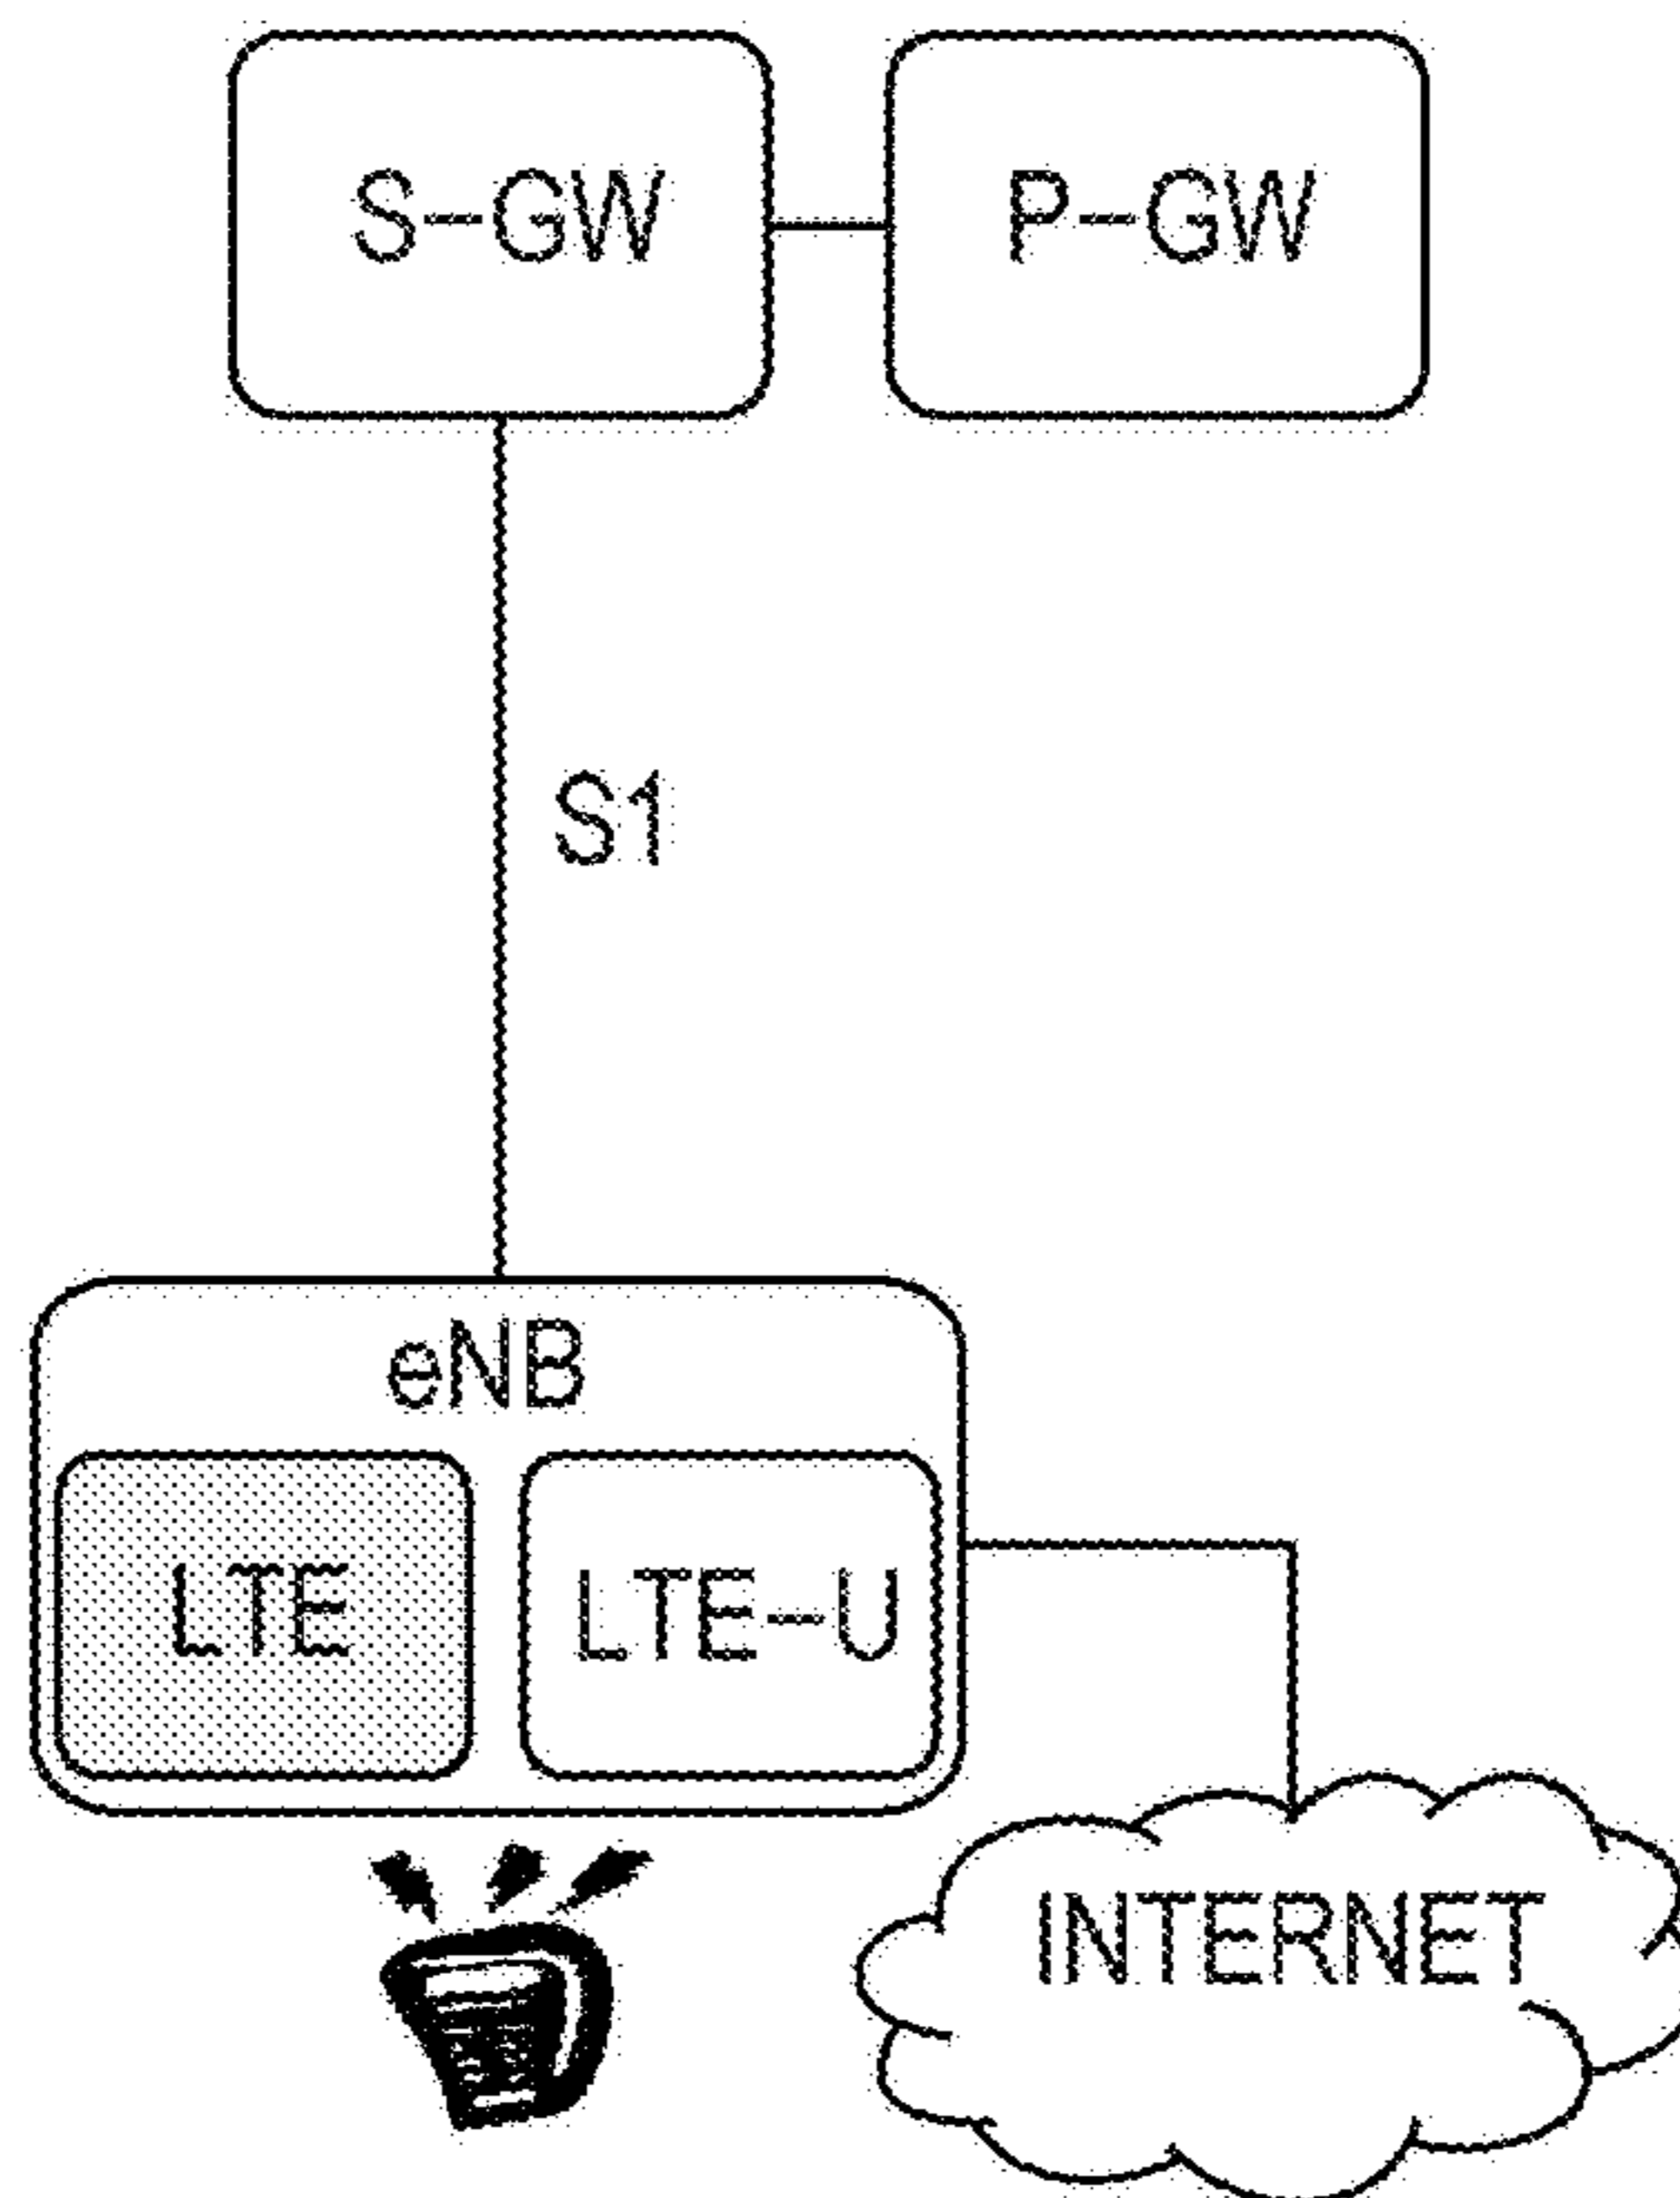 S-GW
P-GW
S1
eNB
LTE
LTE-U
INTERNET